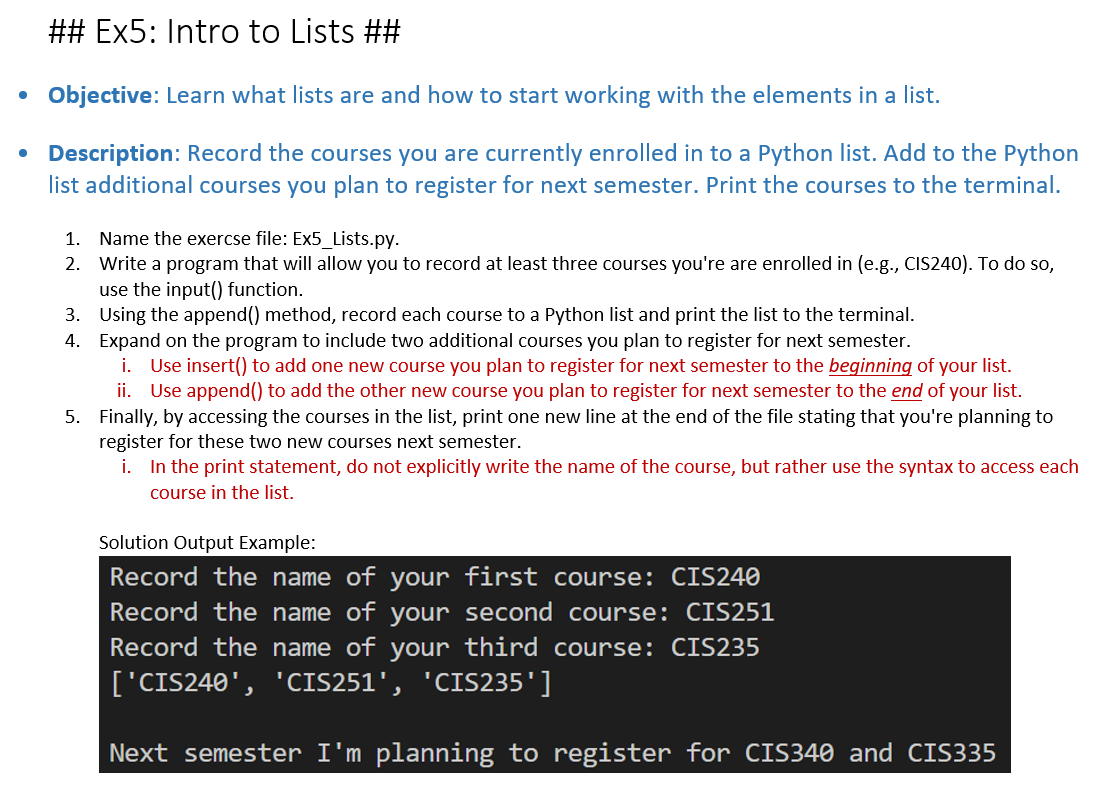 ## Ex5: Intro to Lists ##
• Objective: Learn what lists are and how to start working with the elements in a list.
• Description: Record the courses you are currently enrolled in to a Python list. Add to the Python
list additional courses you plan to register for next semester. Print the courses to the terminal.
1. Name the exercse file: Ex5_Lists.py.
2. Write a program that will allow you to record at least three courses you're are enrolled in (e.g., CIS240). To do so,
use the input() function.
3. Using the append() method, record each course to a Python list and print the list to the terminal.
4. Expand on the program to include two additional courses you plan to register for next semester.
i. Use insert() to add one new course you plan to register for next semester to the beginning of your list.
ii. Use append() to add the other new course you plan to register for next semester to the end of your list.
5. Finally, by accessing the courses in the list, print one new line at the end of the file stating that you're planning to
register for these two new courses next semester.
i. In the print statement, do not explicitly write the name of the course, but rather use the syntax to access each
course in the list.
Solution Output Example:
Record the name of your first course: CIS240
Record the name of your second course: CIS251
Record the name of your third course: CIS235
['CIS240', 'CIS251', 'CIS235']
Next semester I'm planning to register for CIS340 and CIS335